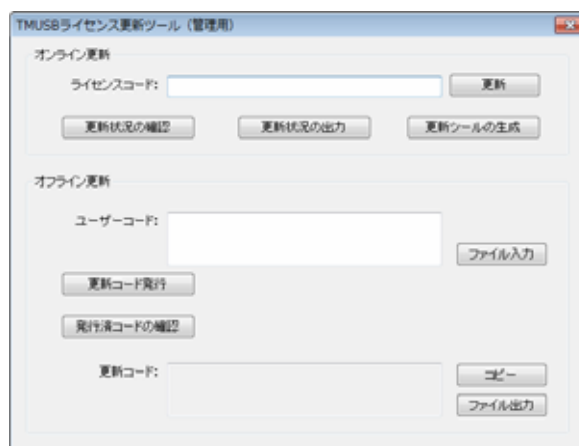 TMUSBライセンス更新ツール（管理用）
オンライン更新
ライセンスコード:
更新
更新状況の確認 更新状況の出力 更新ツールの生成
オフライン更新
ユーザーコード:
ファイル入力
更新コード発行
発行済コードの確認
更新コード:
コピー
ファイル出力